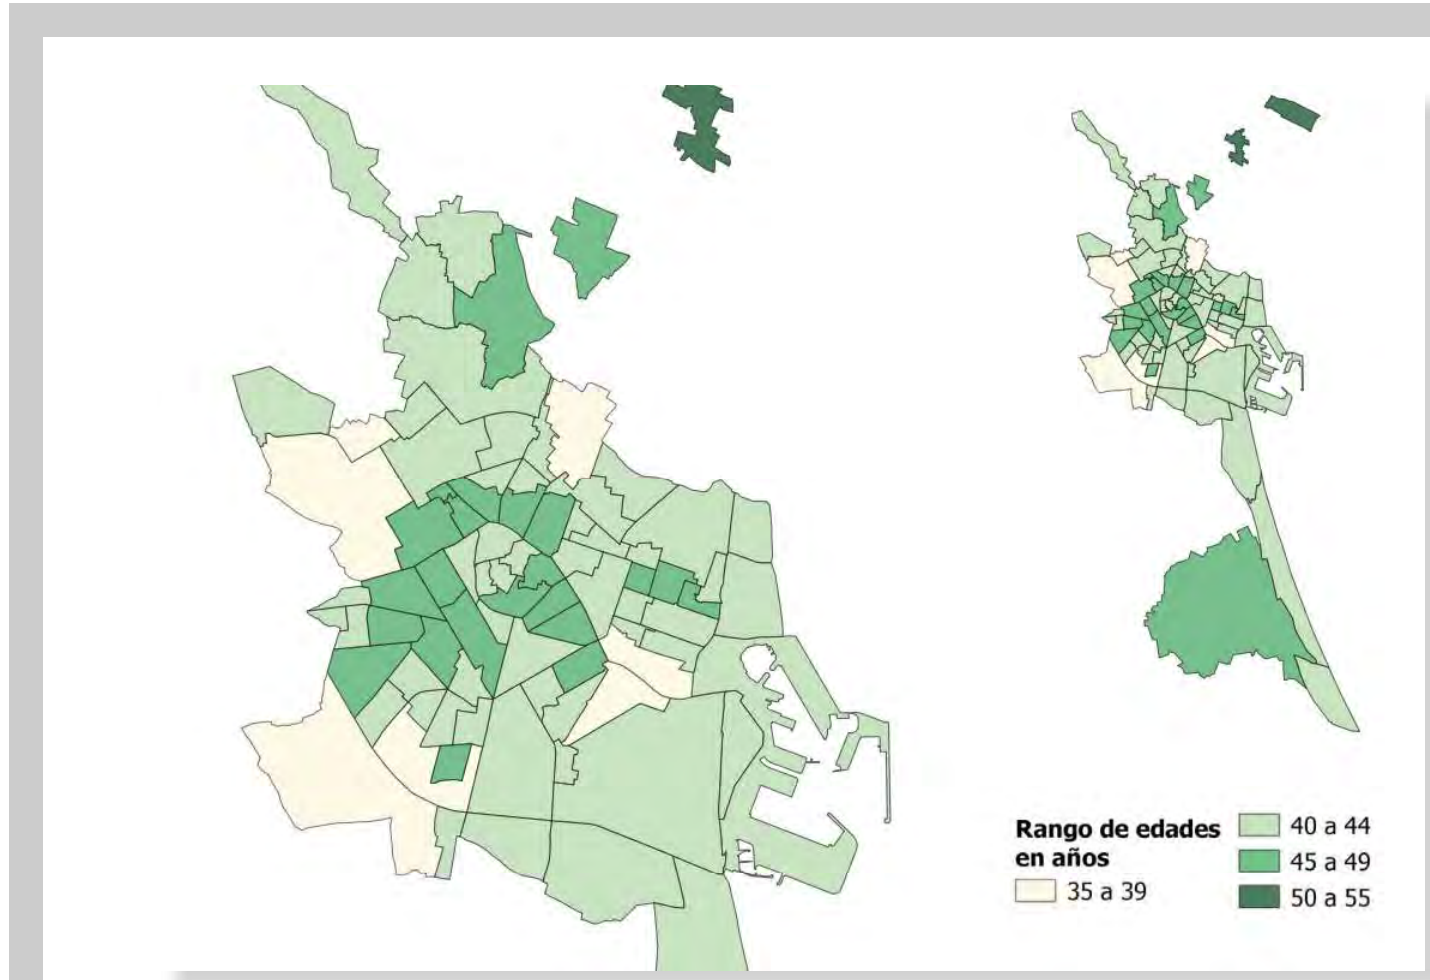 Rango de edades
en años
35 a 39
40 a 44
45 a 49
50 a 55